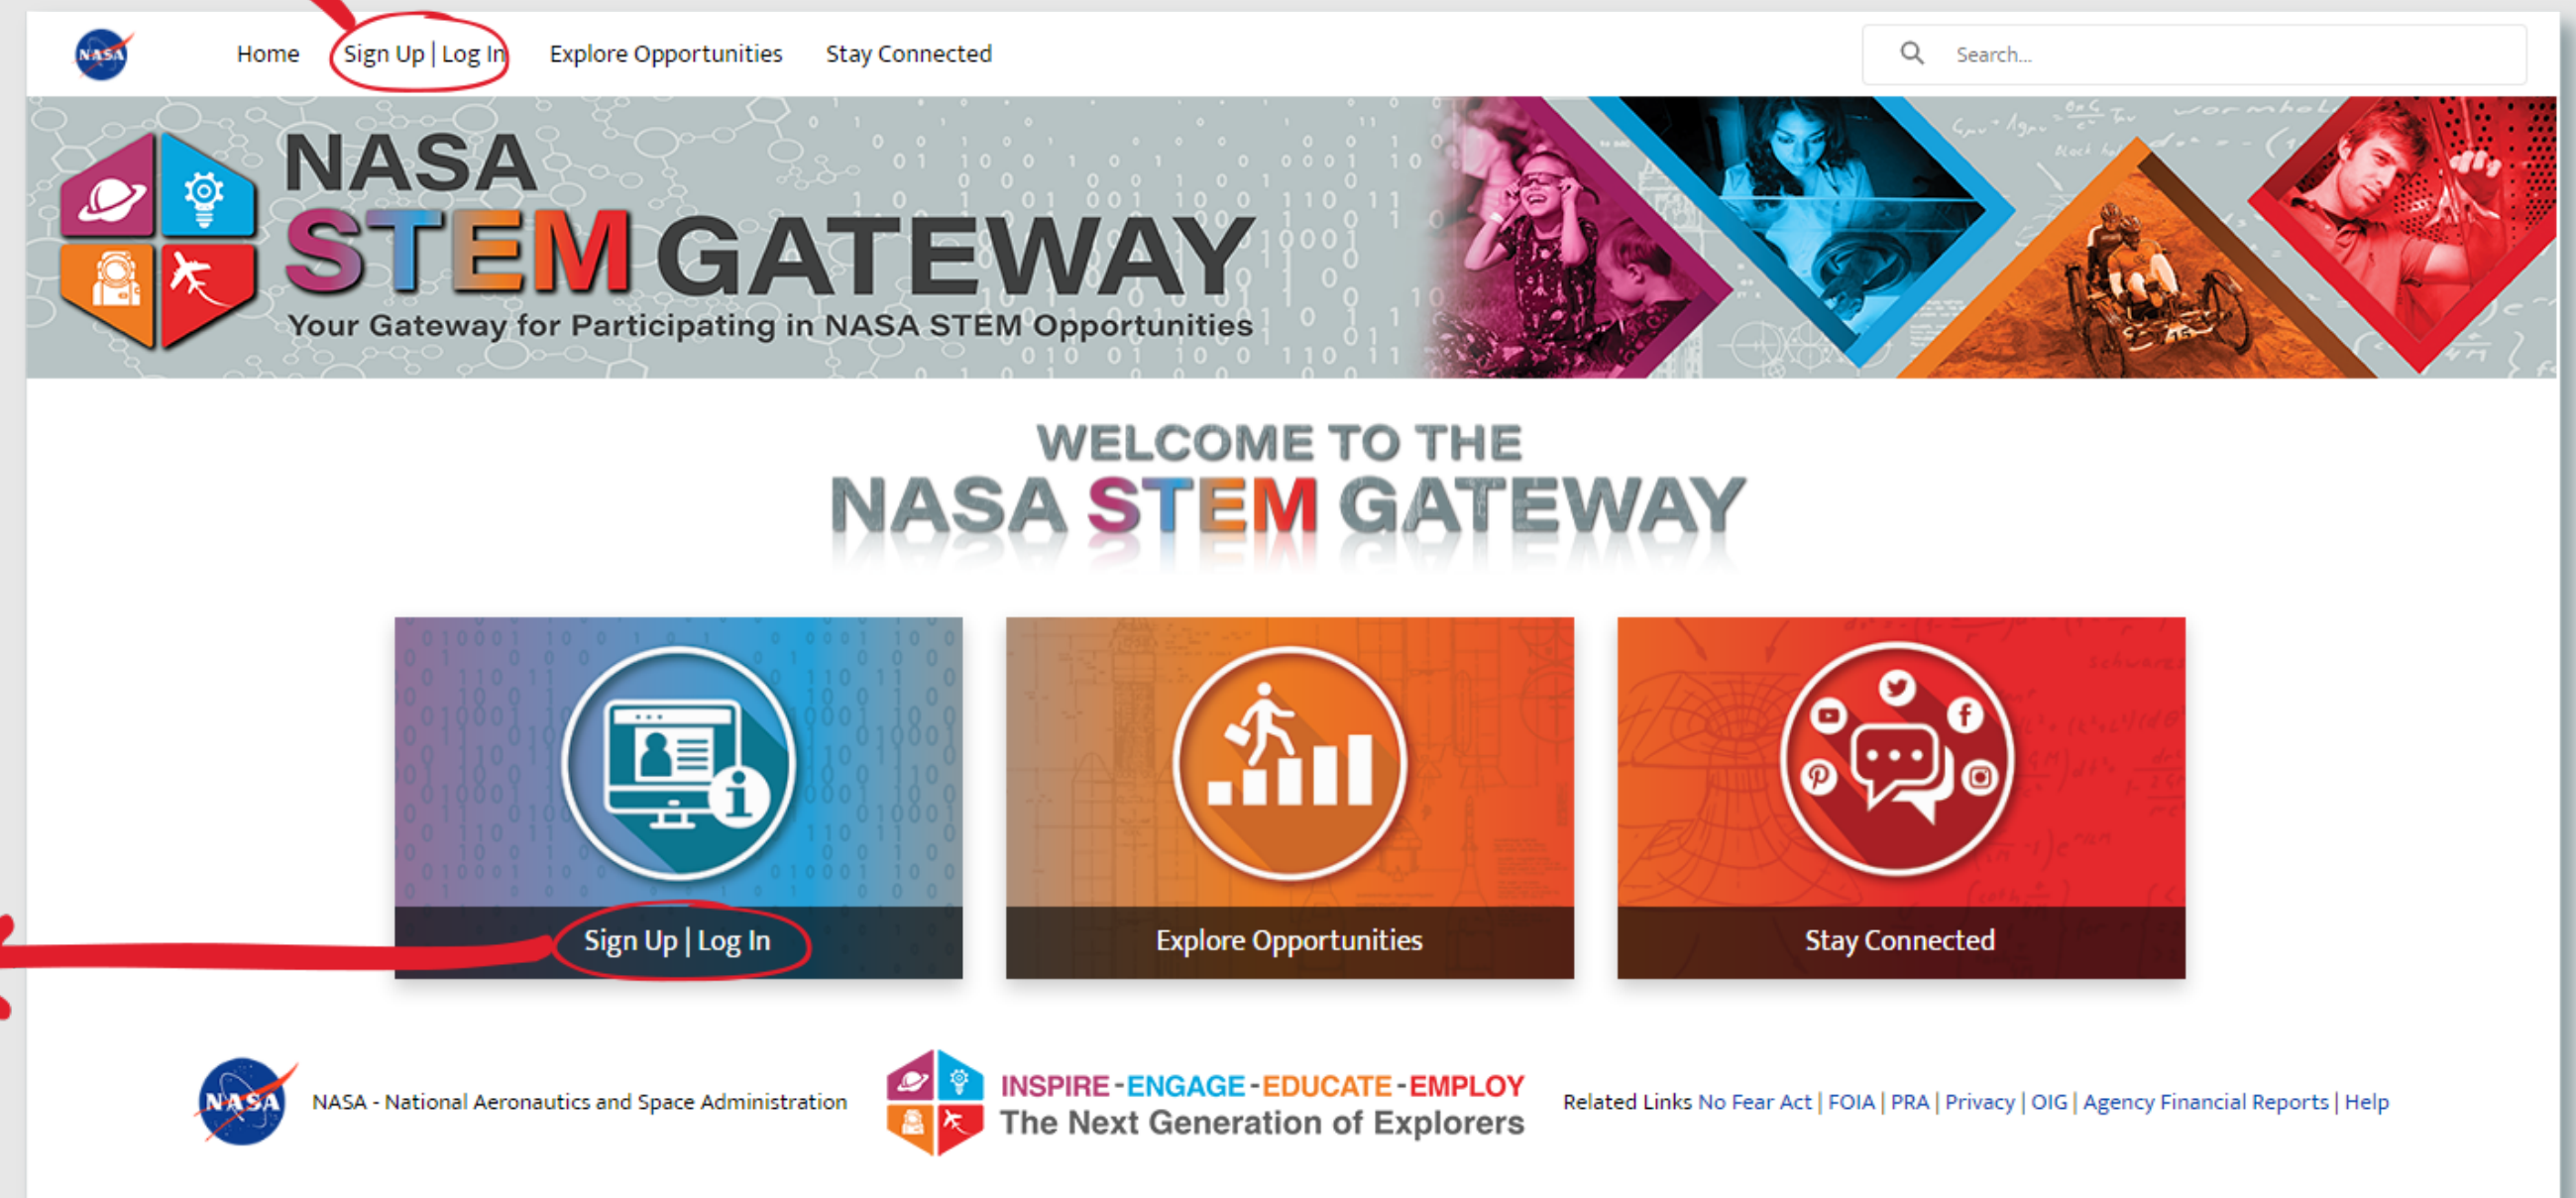 NASA
Home
Sign Up | Log In
Explore Opportunities
Stay Connected
Search...
NASA
STEM GATEWAY
Your Gateway for Participating in NASA STEM Opportunities
WELCOME TO THE
NASA STEM GATEWAY
Sign Up | Log In
Explore Opportunities
Stay Connected
NASA
NASA - National Aeronautics and Space Administration
INSPIRE - ENGAGE - EDUCATE - EMPLOY
The Next Generation of Explorers
Related Links No Fear Act | FOIA | PRA | Privacy | OIG | Agency Financial Reports | Help